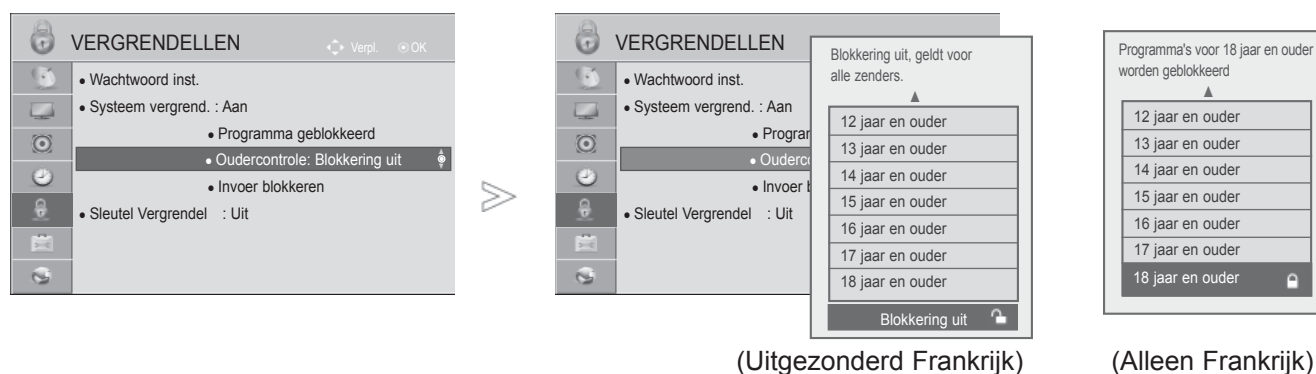 VERGRENDELLEN
Verpl. OK
• Wachtwoord inst.
• Systeem vergrend. : Aan
• Programma geblokkeerd
• Oudercontrole: Blokkering uit
• Invoer blokkeren
• Sleutel Vergrendel : Uit
VERGRENDELLEN
• Wachtwoord inst.
• Systeem vergrend. : Aan
• Program
• Ouderco
• Invoer b
• Sleutel Vergrendel : Uit
Blokkering uit, geldt voor
alle zenders.
12 jaar en ouder
13 jaar en ouder
14 jaar en ouder
15 jaar en ouder
16 jaar en ouder
17 jaar en ouder
18 jaar en ouder
Blokkering uit
(Uitgezonderd Frankrijk)
Programma's voor 18 jaar en ouder
worden geblokkeerd
12 jaar en ouder
13 jaar en ouder
14 jaar en ouder
15 jaar en ouder
16 jaar en ouder
17 jaar en ouder
18 jaar en ouder
(Alleen Frankrijk)